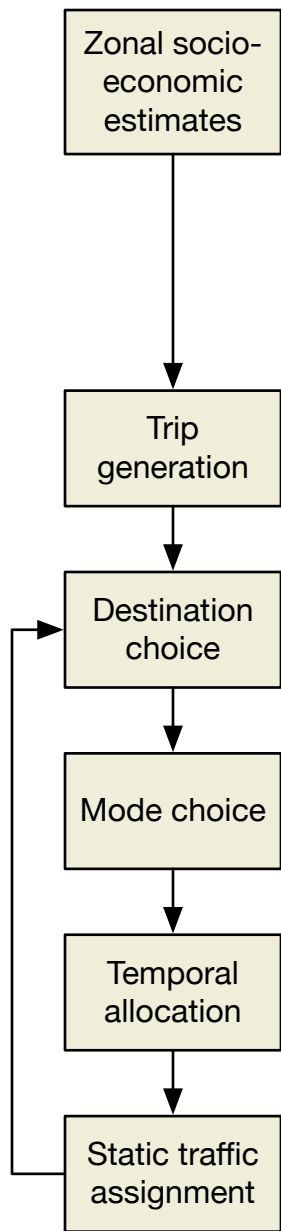 Zonal socio-
economic
estimates
Trip
generation
Destination
choice
Mode choice
Temporal
allocation
Static traffic
assignment